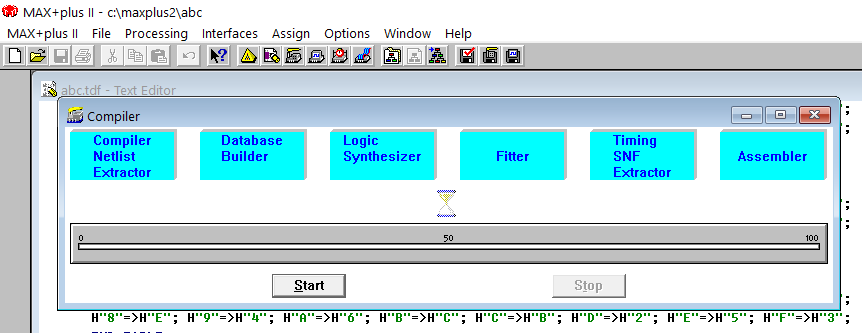 MAX+plus II - c:\maxplus2\abc
MAX+plus II File Processing Interfaces Assign Options Window Help
abc.tdf - Text Editor
Compiler
Compiler Netlist Extractor
Database Builder
Logic Synthesizer
Fitter
Timing SNF Extractor
Assembler
0 50 100
Start Stop
H"8"=>H"E"; H"9"=>H"4"; H"A"=>H"6"; H"B"=>H"C"; H"C"=>H"B"; H"D"=>H"2"; H"E"=>H"5"; H"F"=>H"3";